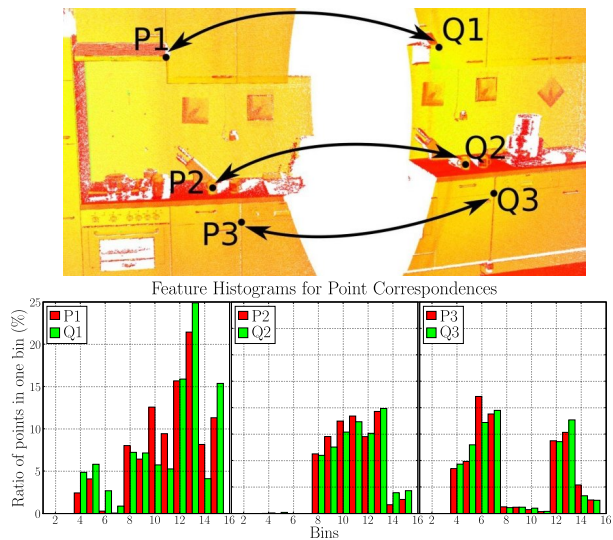 P1
Q1
Q2
P2
Q3
P3
Feature Histograms for Point Correspondences
Ratio of points in one bin (%)
25
20
15
10
5
0
P1
Q1
2 4 6 8 10 12 14 16
P2
Q2
2 4 6 8 10 12 14 16
P3
Q3
2 4 6 8 10 12 14 16
Bins